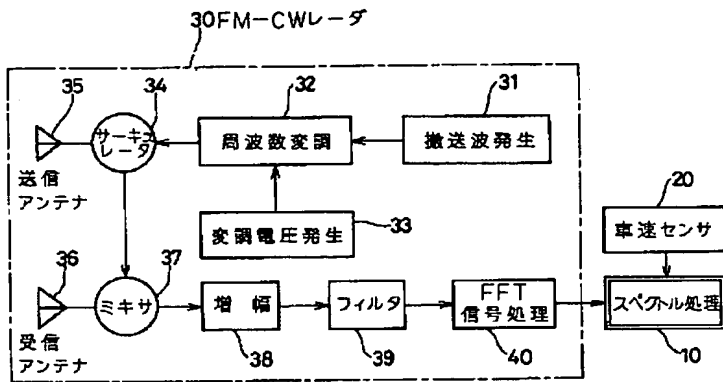 30FM-CWレーダ
35
34
32
31
サーキュ
レータ
周波数変調
搬送波発生
送信
アンテナ
20
変調電圧発生
33
車速センサ
36
37
ミキサ
増幅
フィルタ
FFT
信号処理
スペクトル処理
受信
アンテナ
38
39
40
10